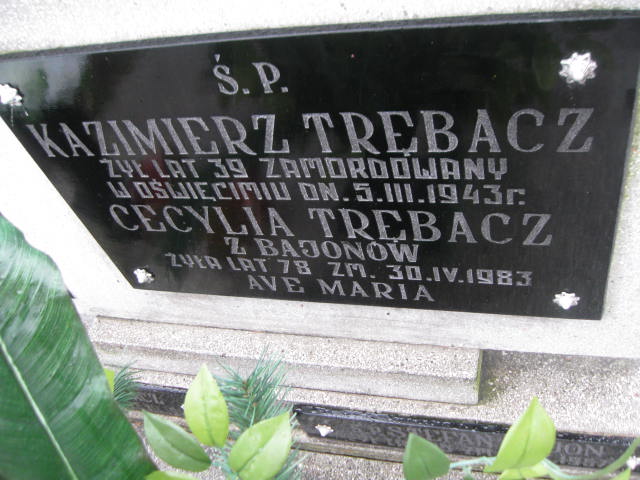 Ś.P.
KAZIMIERZ TRĘBACZ
ŻYŁ LAT 39 ZAMORDOWANY
W OŚWIĘCIMIU DN. 5.III.1943 r.
CECYLIA TRĘBACZ
Z BAJONÓW
ŻYŁA LAT 78 ZM. 30.IV.1983
AVE MARIA